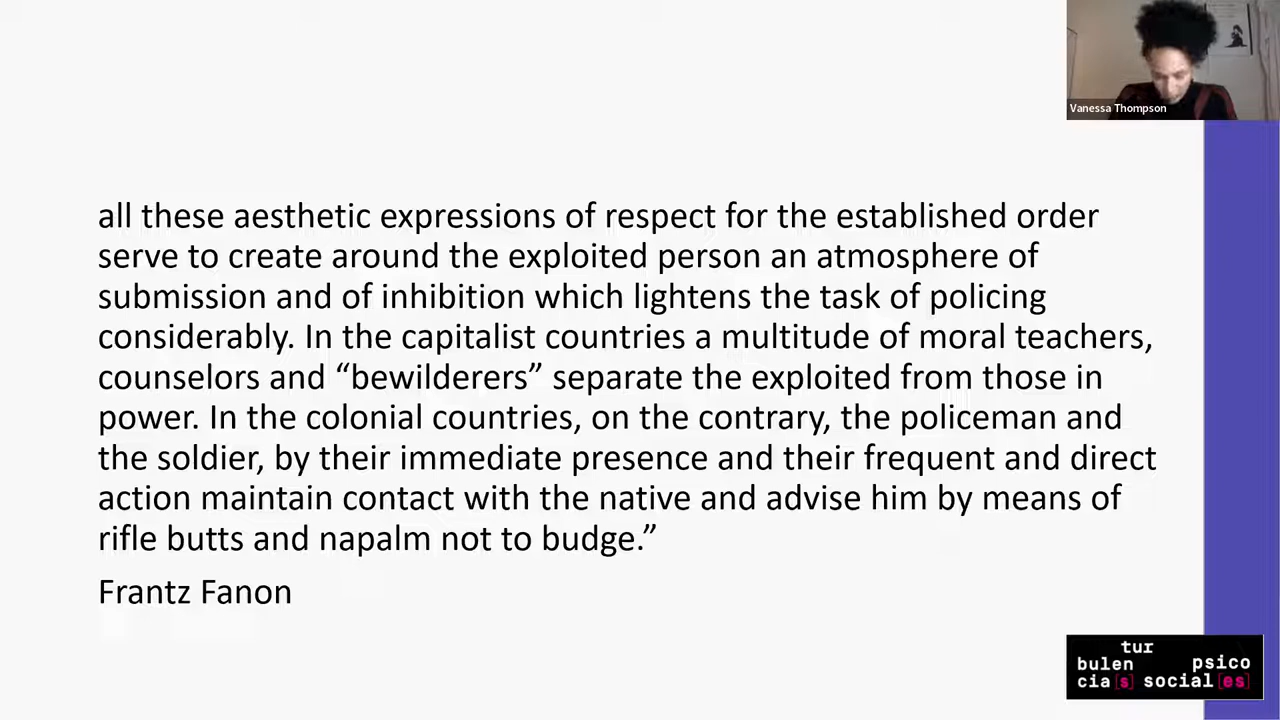 Vanessa Thompson
all these aesthetic expressions of respect for the established order
serve to create around the exploited person an atmosphere of
submission and of inhibition which lightens the task of policing
considerably. In the capitalist countries a multitude of moral teachers,
counselors and “bewilderers” separate the exploited from those in
power. In the colonial countries, on the contrary, the policeman and
the soldier, by their immediate presence and their frequent and direct
action maintain contact with the native and advise him by means of
rifle butts and napalm not to budge.”
Frantz Fanon
tur
bulen psico
cia[s] social[es]